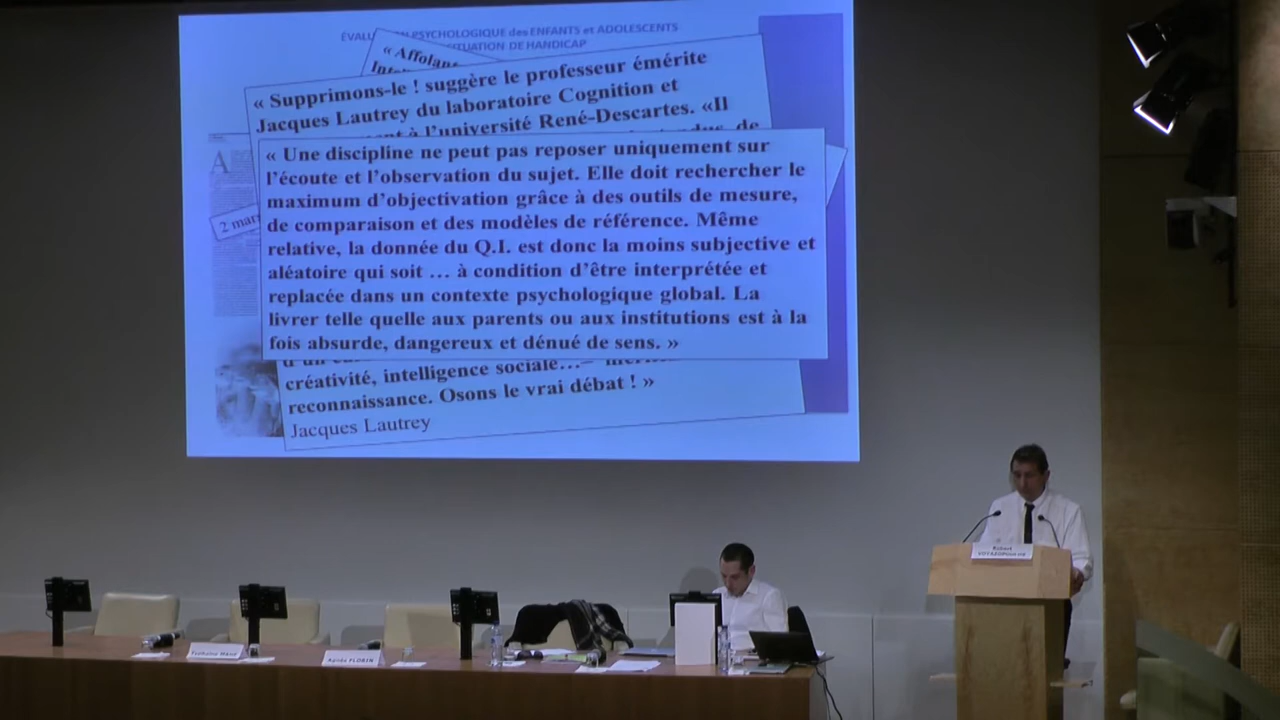 PSYCHOLOGIQUE des ENFANTS et ADOLESCENTS
SITUATION DE HANDICAP
« Affolant
« Supprimons-le ! suggère le professeur émérite
Jacques Lautrey du laboratoire Cognition et
à l’université René-Descartes. «Il
de
« Une discipline ne peut pas reposer uniquement sur
l’écoute et l’observation du sujet. Elle doit rechercher le
maximum d’objectivation grâce à des outils de mesure,
de comparaison et des modèles de référence. Même
relative, la donnée du Q.I. est donc la moins subjective et
aléatoire qui soit … à condition d’être interprétée et
replacée dans un contexte psychologique global. La
livrer telle quelle aux parents ou aux institutions est à la
fois absurde, dangereux et dénué de sens. »
2 mars
créativité, intelligence sociale…–
reconnaissance. Osons le vrai débat ! »
Jacques Lautrey
Robert
VOYAZOPOULOS
Agnès FLORIN